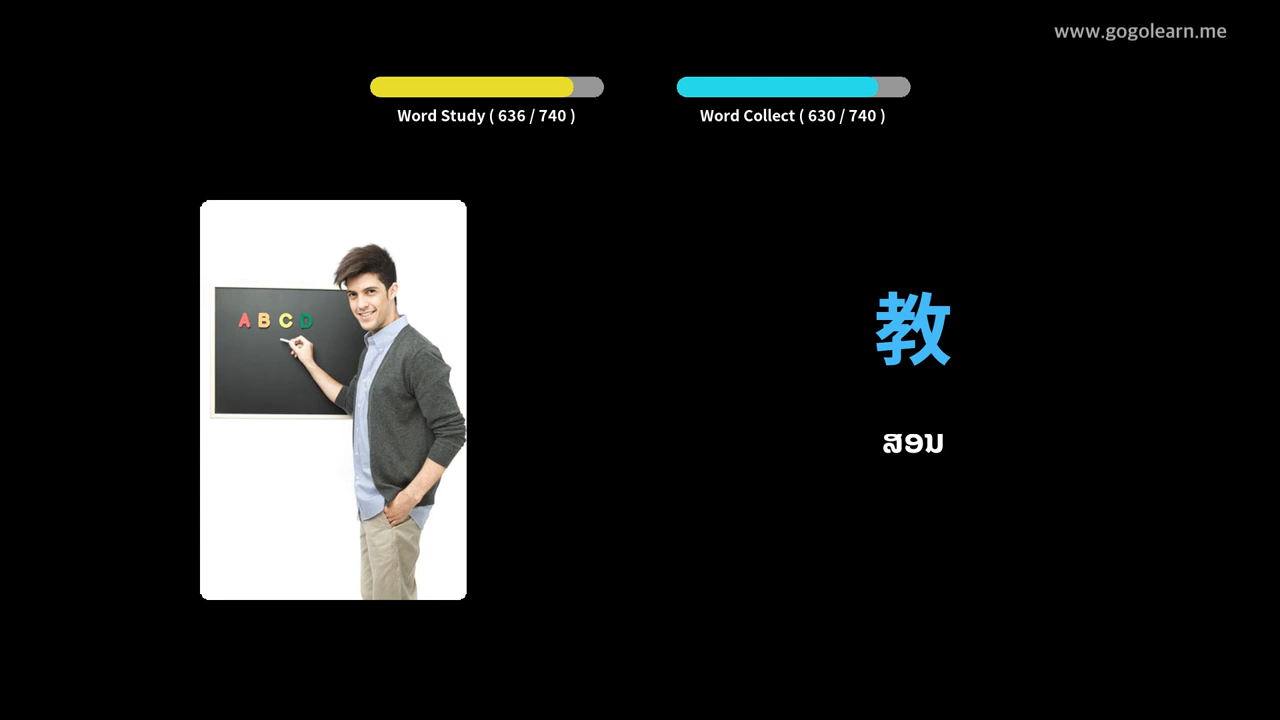 www.gogolearn.me
Word Study ( 636 / 740 )
Word Collect ( 630 / 740 )
A B C D
教
ສອນ